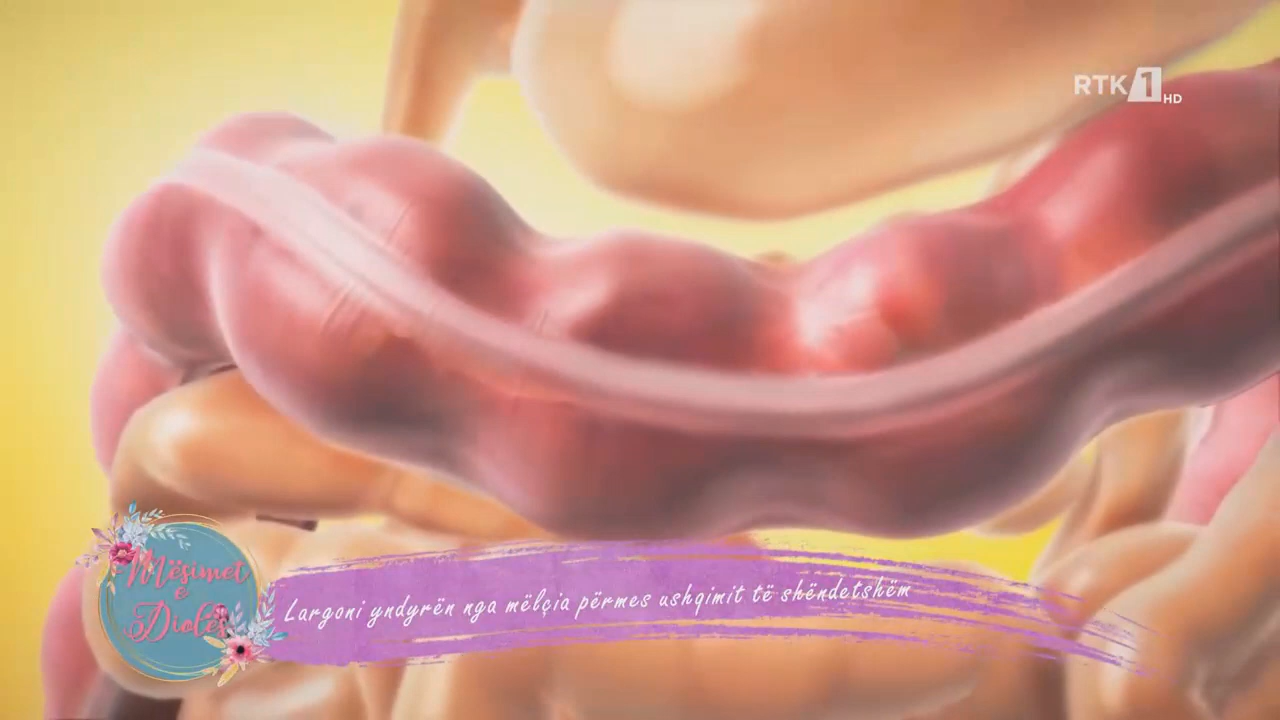 RTK 1 HD
Mësimet
e
Diolës
Largoni yndyrën nga mëlçia përmes ushqimit të shëndetshëm